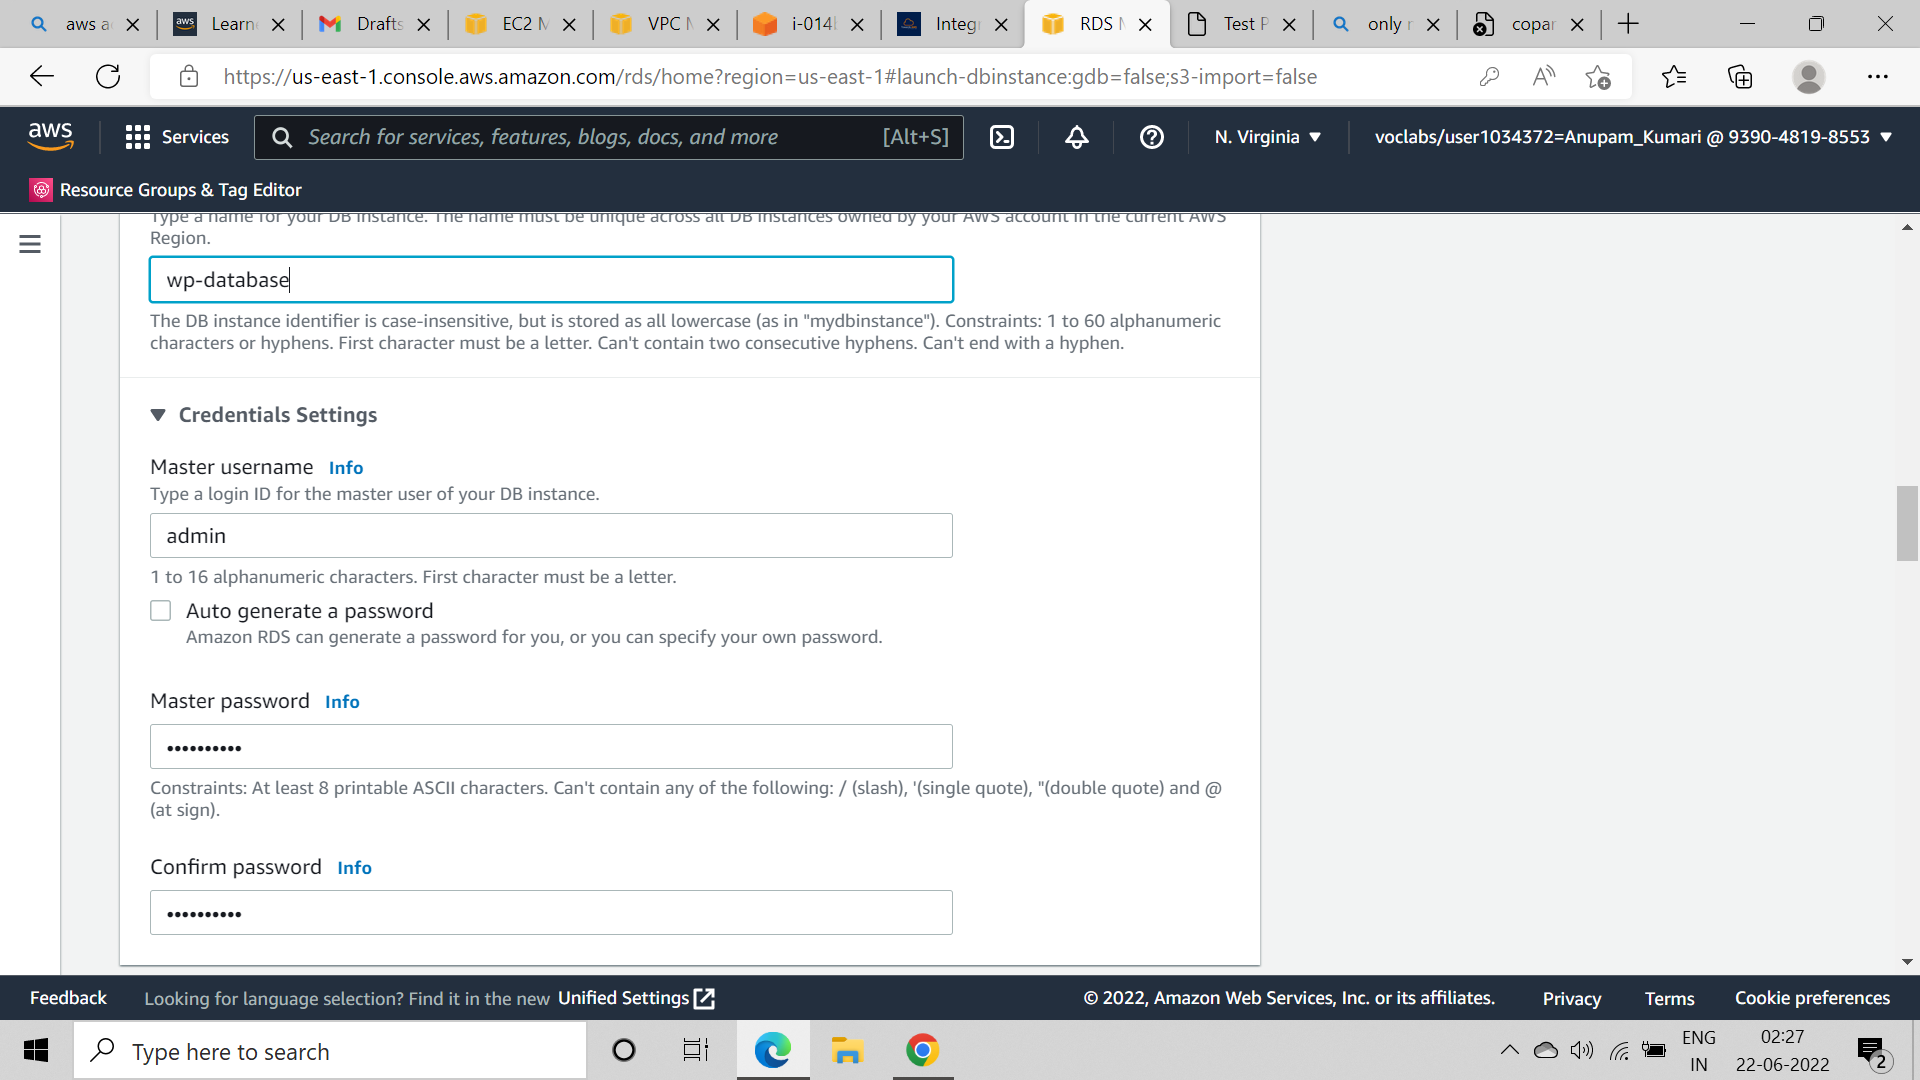 aws a
Learn
Drafts
EC2 M
VPC M
i-014
Integ
RDS M
Test P
only r
copar
https://us-east-1.console.aws.amazon.com/rds/home?region=us-east-1#launch-dbinstance:gdb=false;s3-import=false
aws
Services
Search for services, features, blogs, docs, and more
[Alt+S]
N. Virginia
voclabs/user1034372=Anupam_Kumari @ 9390-4819-8553
Resource Groups & Tag Editor
Type a name for your DB instance. The name must be unique across all DB instances owned by your AWS account in the current AWS
Region.
wp-database
The DB instance identifier is case-insensitive, but is stored as all lowercase (as in "mydbinstance"). Constraints: 1 to 60 alphanumeric
characters or hyphens. First character must be a letter. Can't contain two consecutive hyphens. Can't end with a hyphen.
Credentials Settings
Master username Info
Type a login ID for the master user of your DB instance.
admin
1 to 16 alphanumeric characters. First character must be a letter.
Auto generate a password
Amazon RDS can generate a password for you, or you can specify your own password.
Master password Info
••••••••••
Constraints: At least 8 printable ASCII characters. Can't contain any of the following: / (slash), '(single quote), "(double quote) and @
(at sign).
Confirm password Info
••••••••••
Feedback
Looking for language selection? Find it in the new Unified Settings
© 2022, Amazon Web Services, Inc. or its affiliates.
Privacy
Terms
Cookie preferences
Type here to search
ENG
IN
02:27
22-06-2022
2